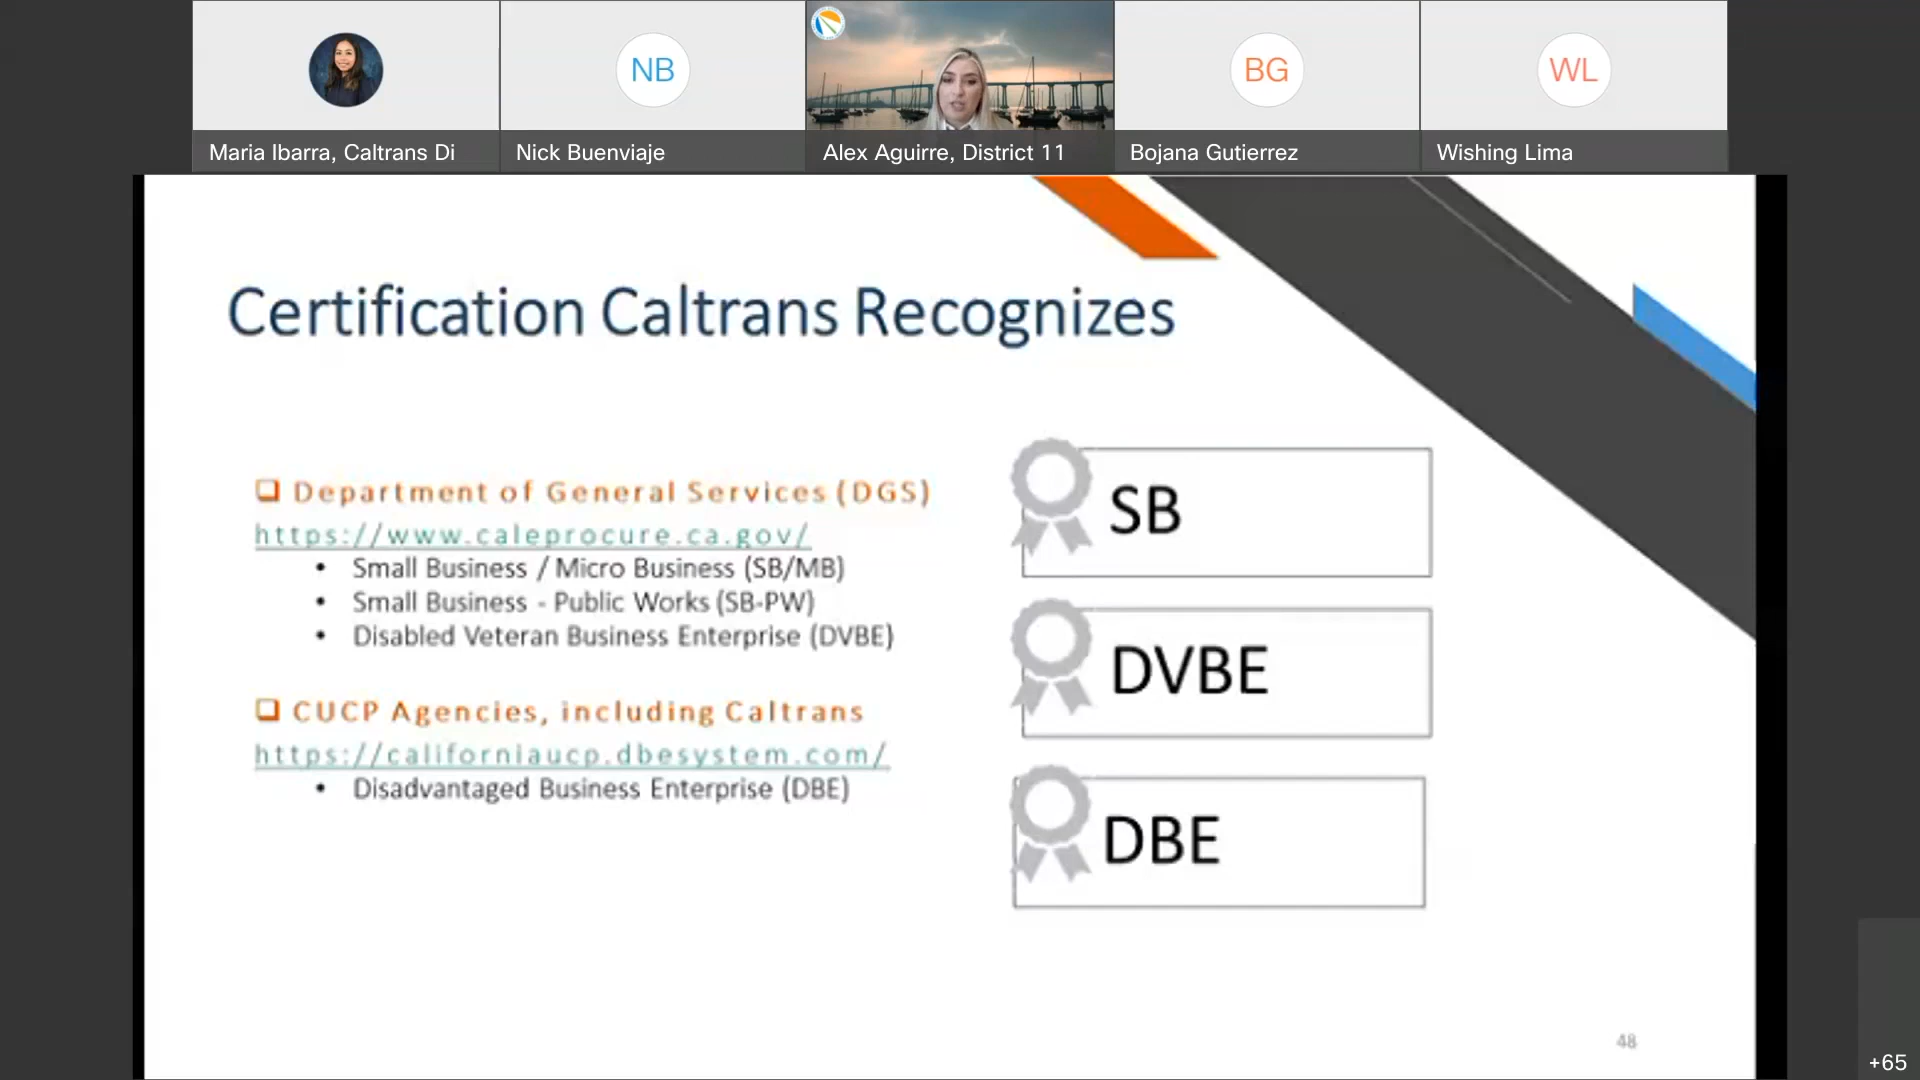 NB
BG
WL
Maria Ibarra, Caltrans Di
Nick Buenviaje
Alex Aguirre, District 11
Bojana Gutierrez
Wishing Lima
Certification Caltrans Recognizes
Department of General Services (DGS)
https://www.caleprocure.ca.gov/
• Small Business / Micro Business (SB/MB)
• Small Business - Public Works (SB-PW)
• Disabled Veteran Business Enterprise (DVBE)
CUCP Agencies, including Caltrans
https://californiaucp.dbesystem.com/
• Disadvantaged Business Enterprise (DBE)
SB
DVBE
DBE
48
+65